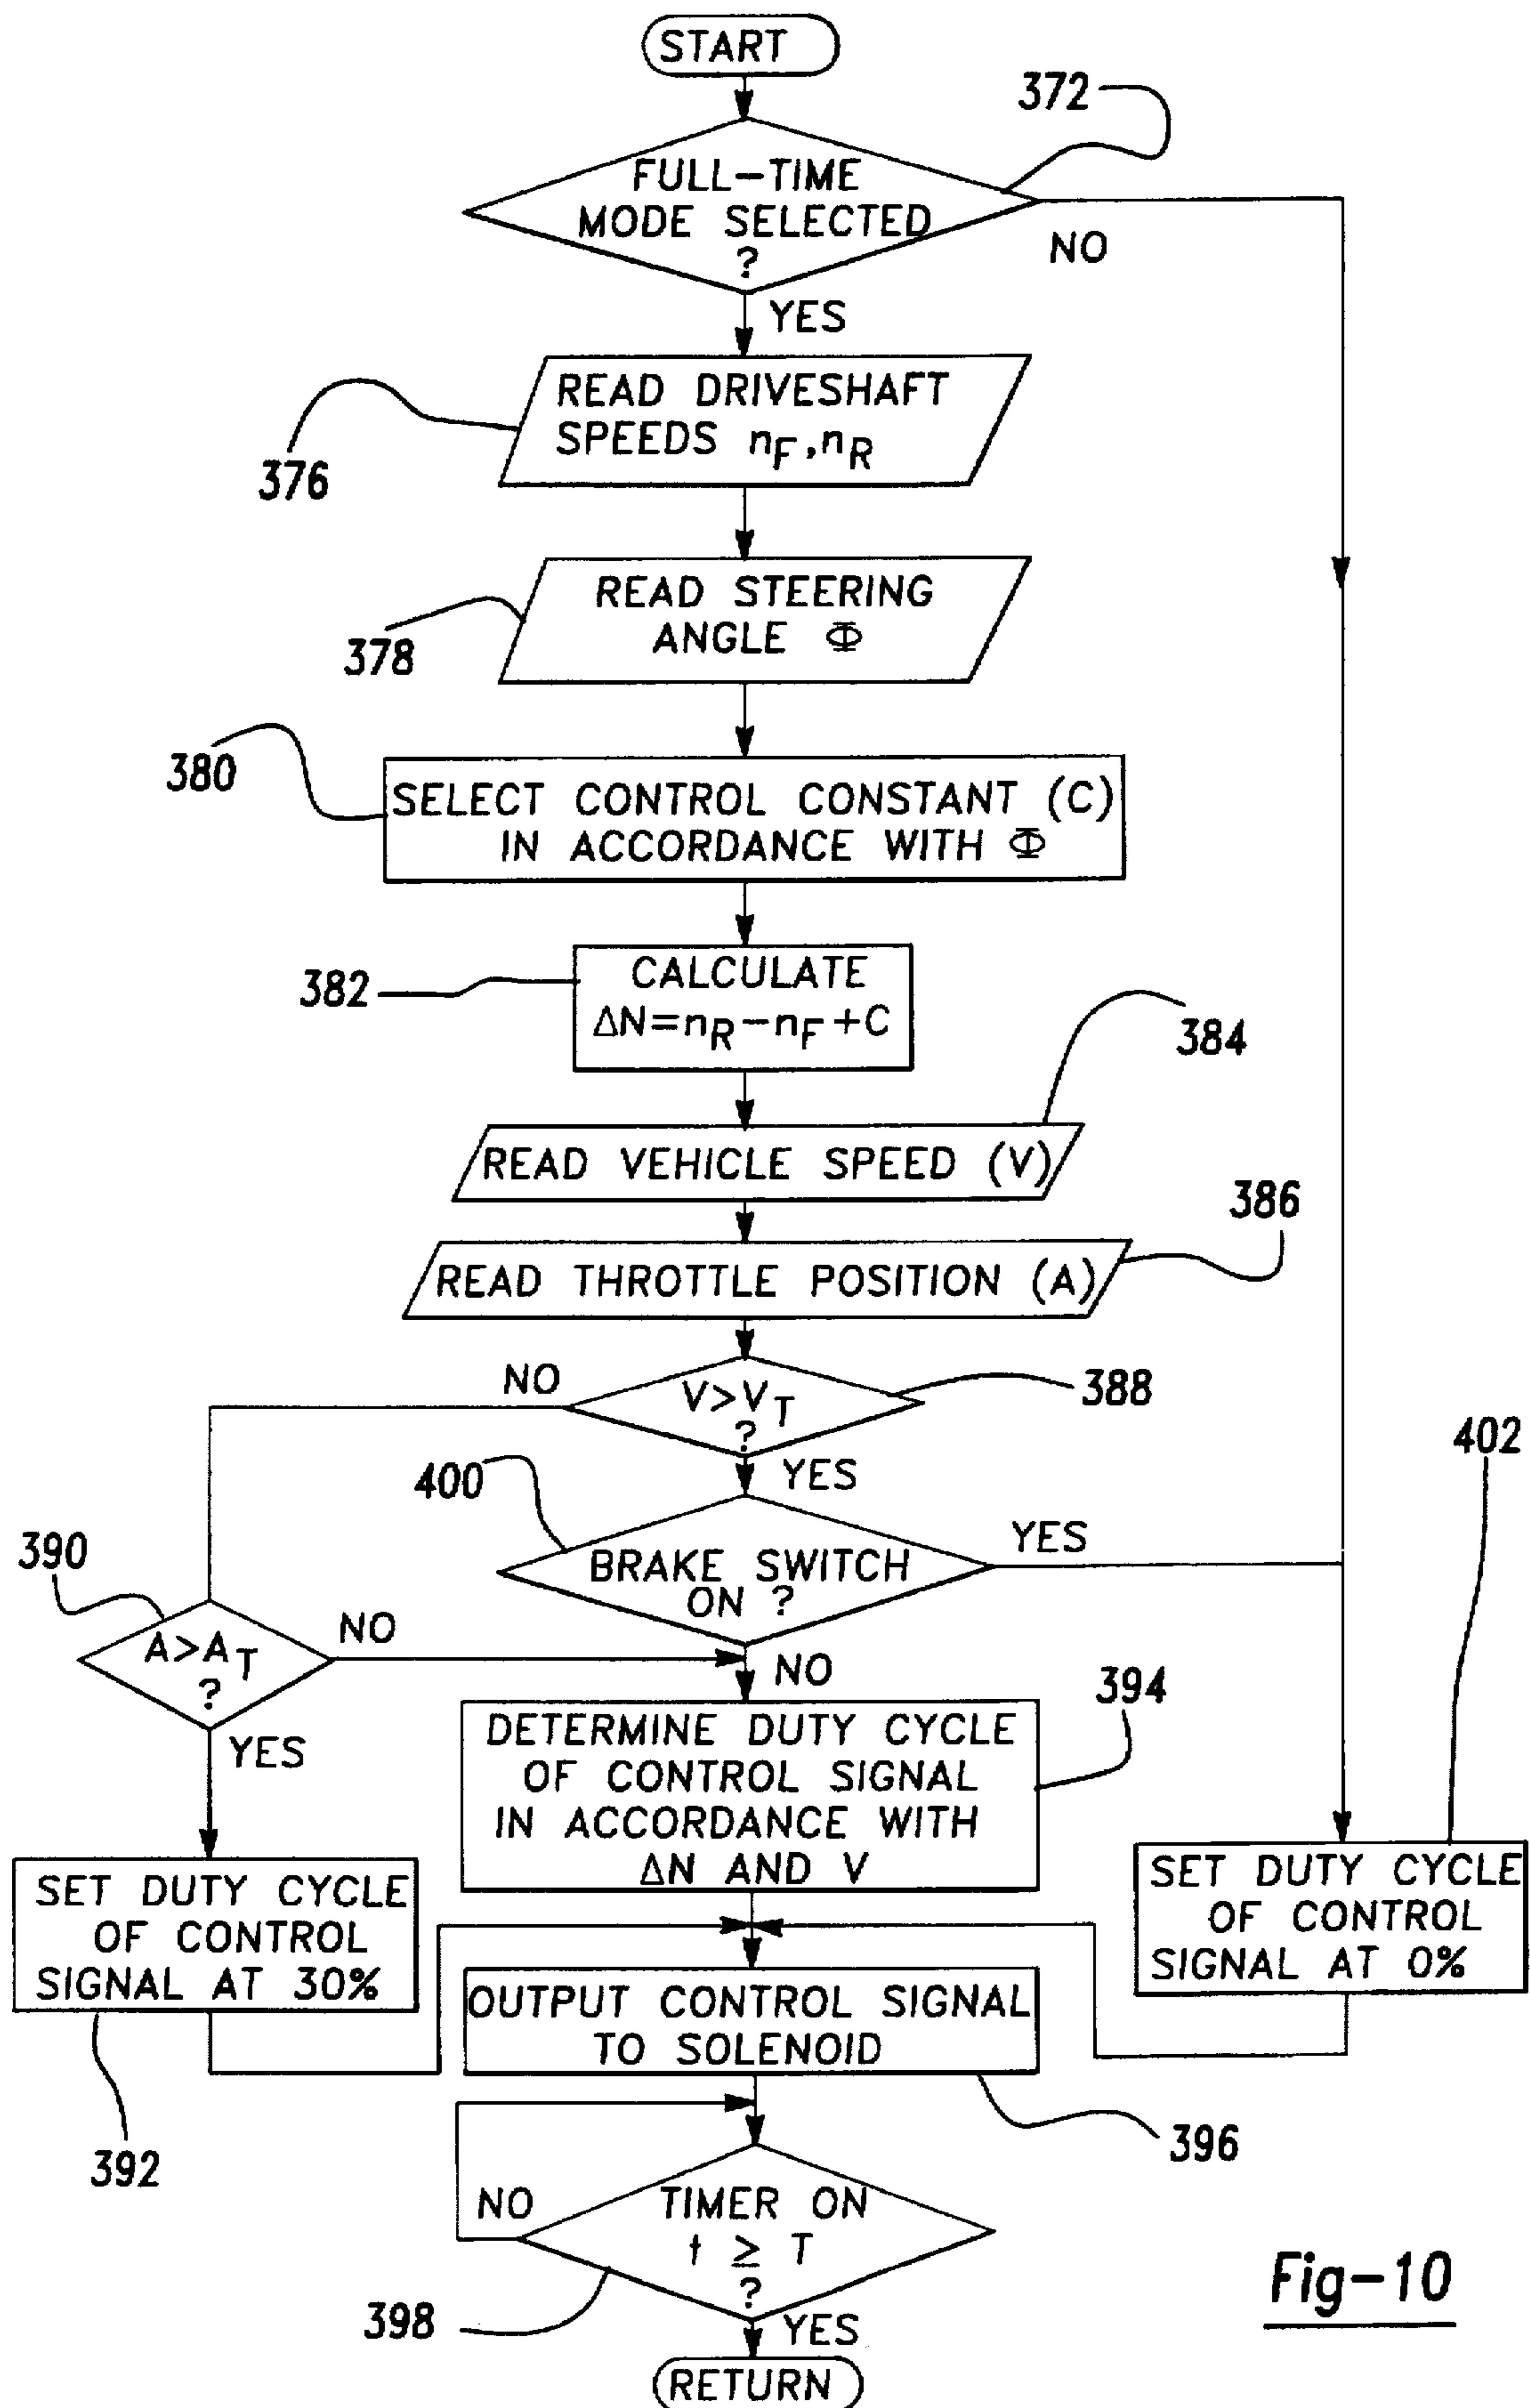 START
372
FULL-TIME
MODE SELECTED
?
NO
YES
READ DRIVESHAFT
SPEEDS nF,nR
376
READ STEERING
ANGLE Φ
378
380
SELECT CONTROL CONSTANT (C)
IN ACCORDANCE WITH Φ
382
CALCULATE
ΔN=nR-nF+C
384
READ VEHICLE SPEED (V)
386
READ THROTTLE POSITION (A)
NO
V>VT
?
388
YES
402
400
390
BRAKE SWITCH
ON ?
YES
A>AT
?
NO
NO
YES
394
DETERMINE DUTY CYCLE
OF CONTROL SIGNAL
IN ACCORDANCE WITH
ΔN AND V
SET DUTY CYCLE
OF CONTROL
SIGNAL AT 30%
392
SET DUTY CYCLE
OF CONTROL
SIGNAL AT 0%
OUTPUT CONTROL SIGNAL
TO SOLENOID
396
NO
TIMER ON
t ≥ T
?
398
YES
RETURN
Fig-10